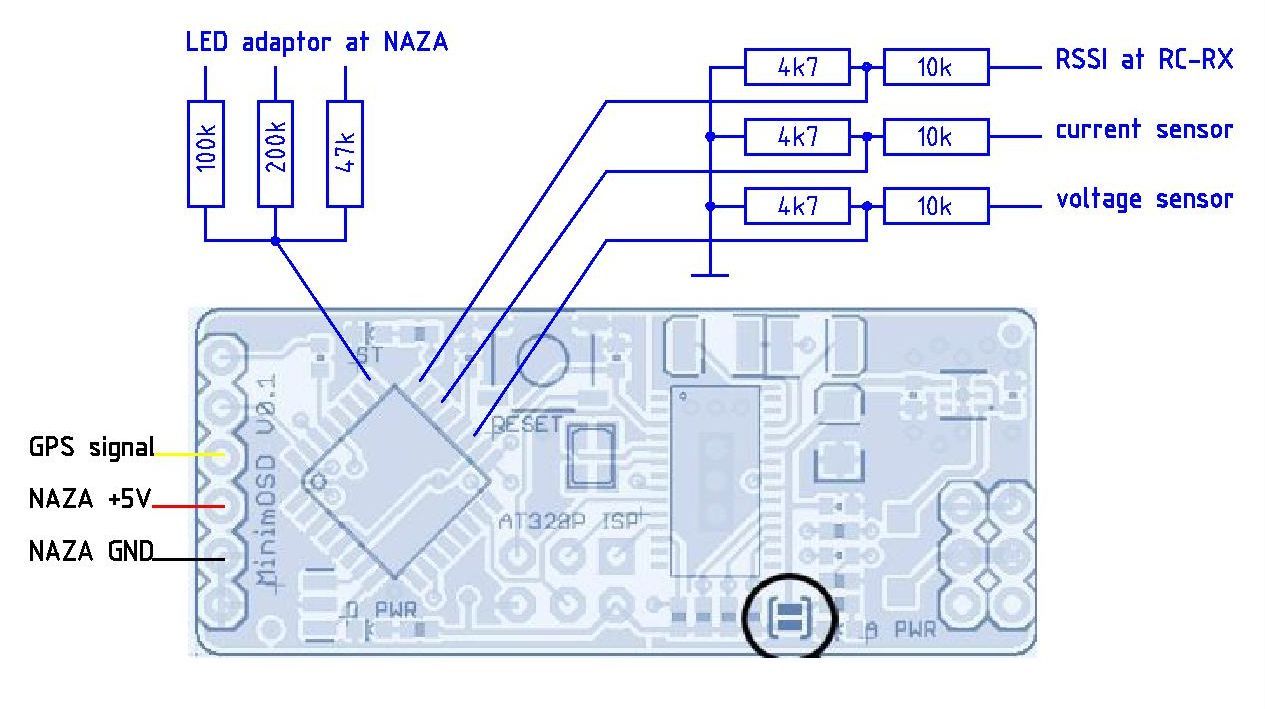 LED adaptor at NAZA
100k
200k
47k
4k7
10k
RSSI at RC-RX
4k7
10k
current sensor
4k7
10k
voltage sensor
ST
RESET
GPS signal
NAZA +5V
NAZA GND
MinimOSD V0.1
AT328P ISP
D PWR
A PWR